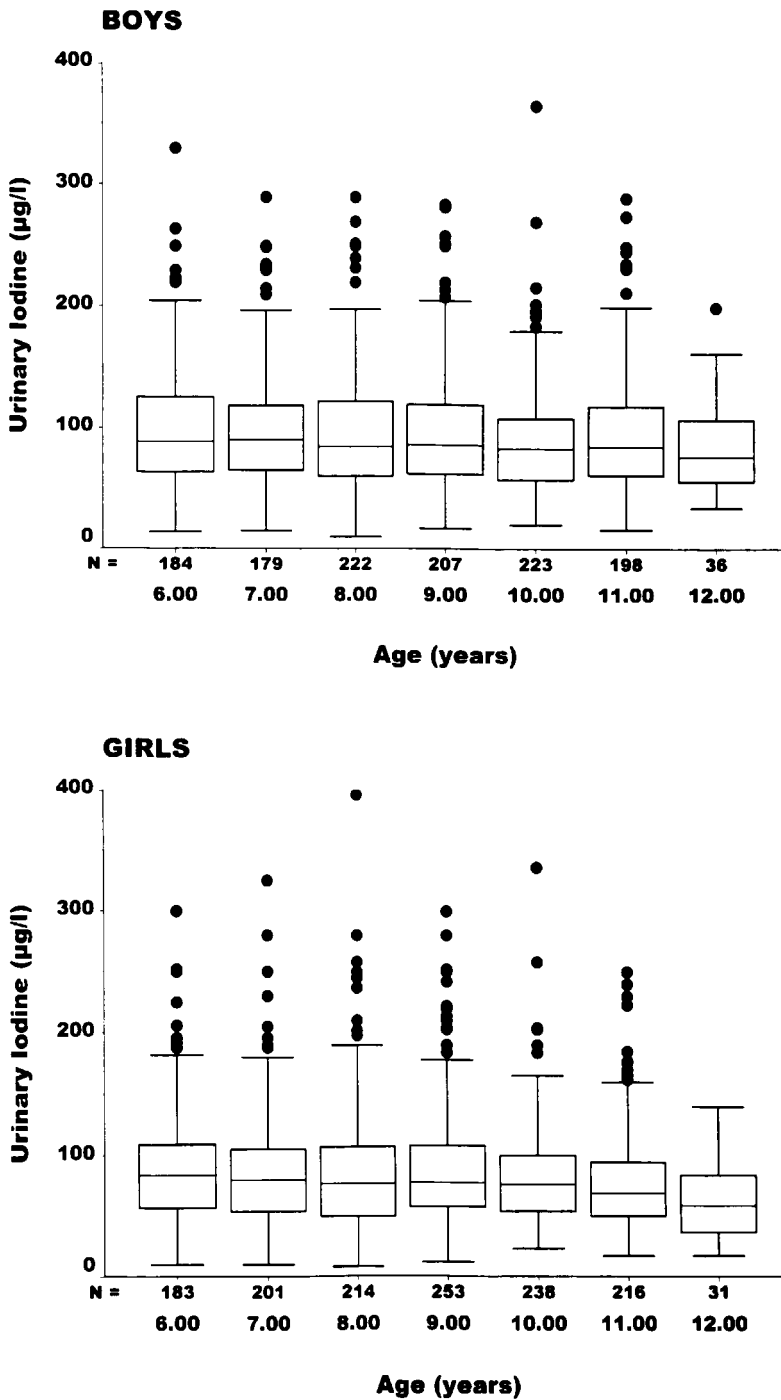 BOYS
400
300
200
100
0
Urinary Iodine (µg/l)
N = 184 179 222 207 223 198 36
6.00 7.00 8.00 9.00 10.00 11.00 12.00
Age (years)
GIRLS
400
300
200
100
0
Urinary Iodine (µg/l)
N = 183 201 214 253 238 216 31
6.00 7.00 8.00 9.00 10.00 11.00 12.00
Age (years)